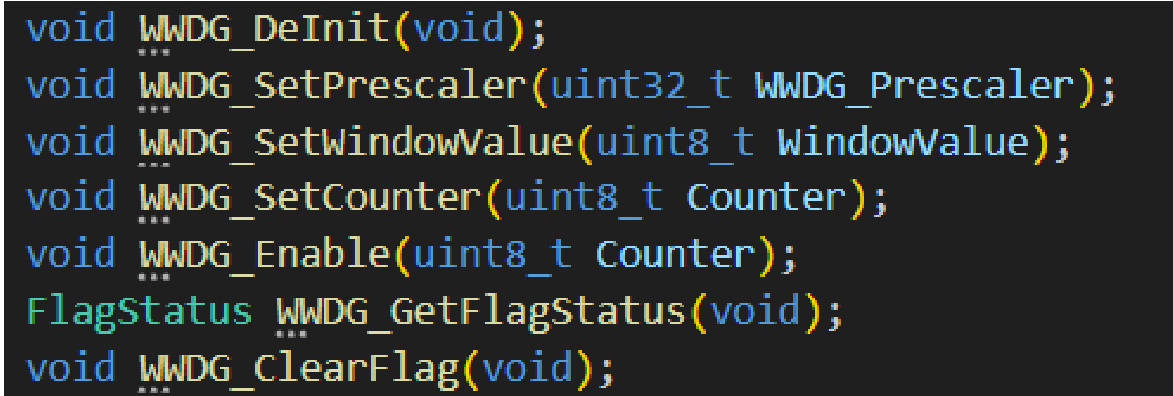 void WWDG_DeInit(void);
void WWDG_SetPrescaler(uint32_t WWDG_Prescaler);
void WWDG_SetWindowValue(uint8_t WindowValue);
void WWDG_SetCounter(uint8_t Counter);
void WWDG_Enable(uint8_t Counter);
FlagStatus WWDG_GetFlagStatus(void);
void WWDG_ClearFlag(void);